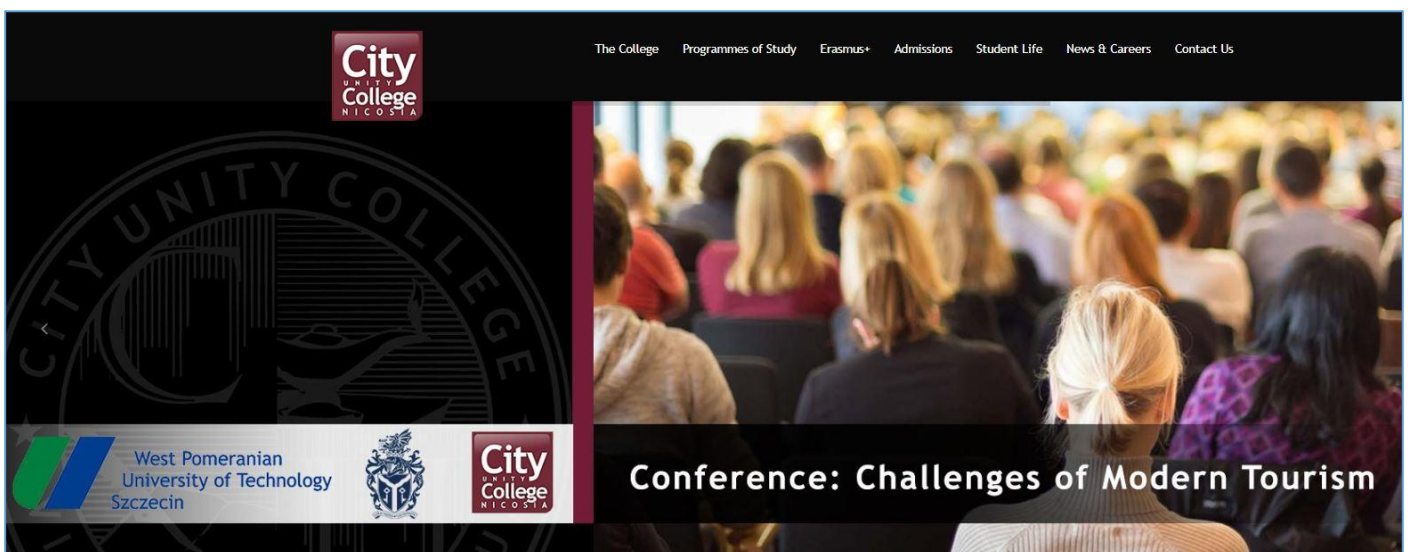 City
UNITY
College
NICOSIA
The College Programmes of Study Erasmus+ Admissions Student Life News & Careers Contact Us
CITY UNITY COLLEGE
West Pomeranian
University of Technology
Szczecin
City
UNITY
College
NICOSIA
Conference: Challenges of Modern Tourism